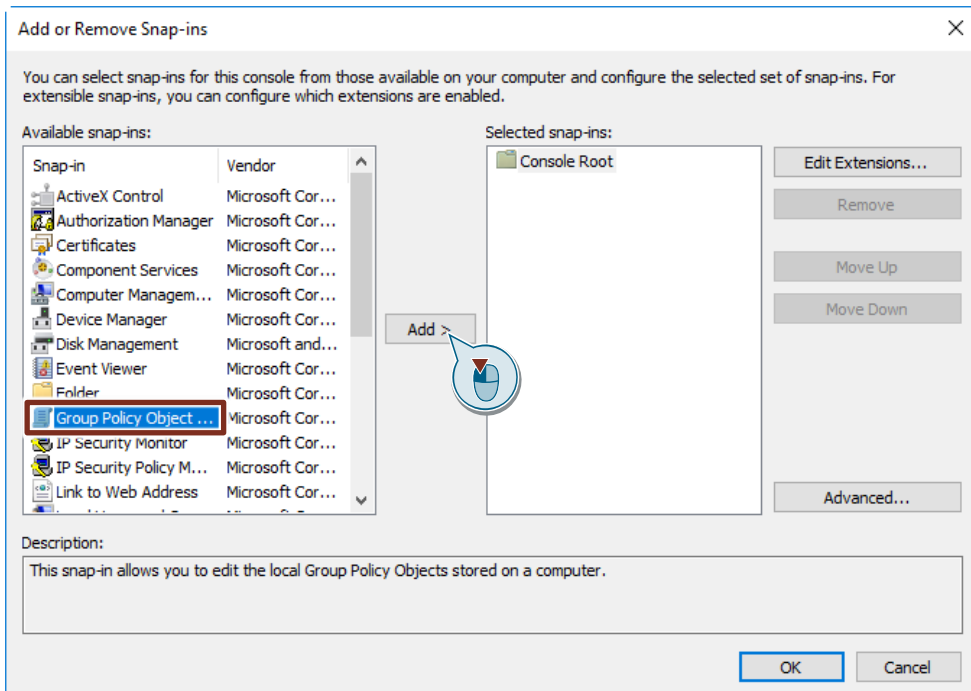 Add or Remove Snap-ins
You can select snap-ins for this console from those available on your computer and configure the selected set of snap-ins. For
extensible snap-ins, you can configure which extensions are enabled.
Available snap-ins:
Snap-in Vendor
ActiveX Control Microsoft Cor...
Authorization Manager Microsoft Cor...
Certificates Microsoft Cor...
Component Services Microsoft Cor...
Computer Managem... Microsoft Cor...
Device Manager Microsoft Cor...
Disk Management Microsoft and...
Event Viewer Microsoft Cor...
Folder Microsoft Cor...
Group Policy Object ... Microsoft Cor...
IP Security Monitor Microsoft Cor...
IP Security Policy M... Microsoft Cor...
Link to Web Address Microsoft Cor...
Add >
Selected snap-ins:
Console Root
Edit Extensions...
Remove
Move Up
Move Down
Advanced...
Description:
This snap-in allows you to edit the local Group Policy Objects stored on a computer.
OK Cancel